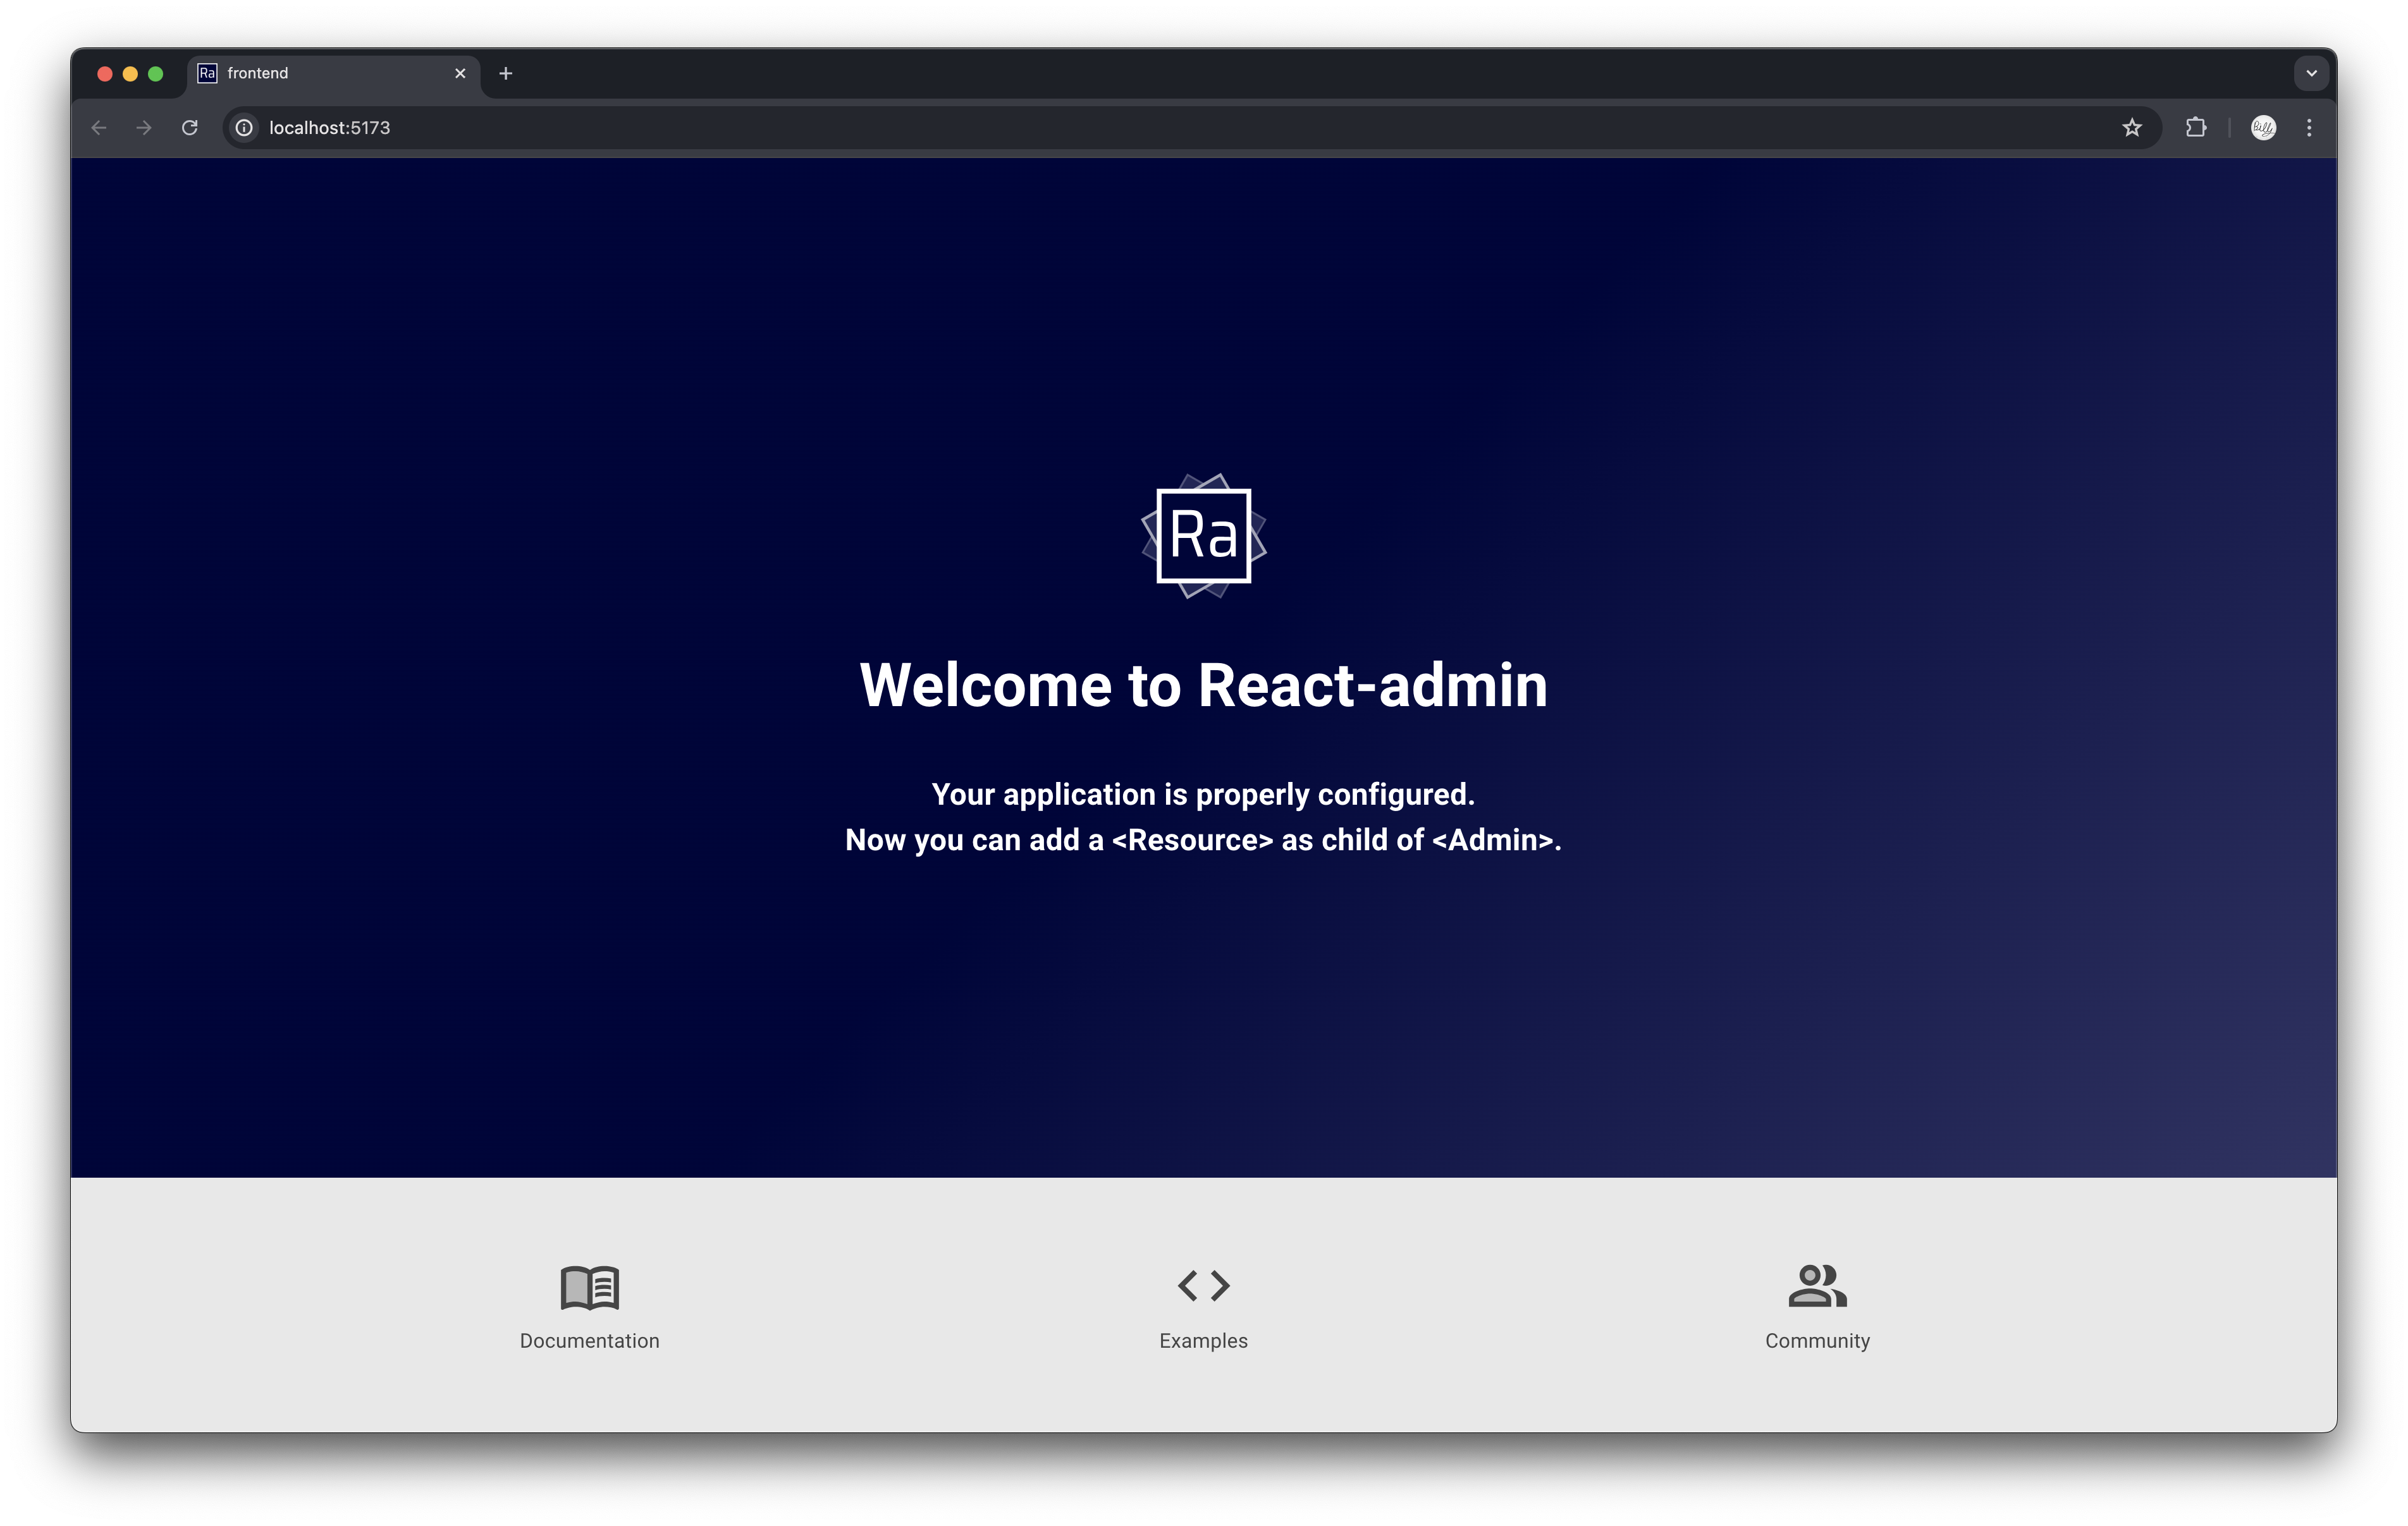 Ra frontend
localhost:5173
Billy
Ra
Welcome to React-admin
Your application is properly configured.
Now you can add a <Resource> as child of <Admin>.
Documentation
Examples
Community